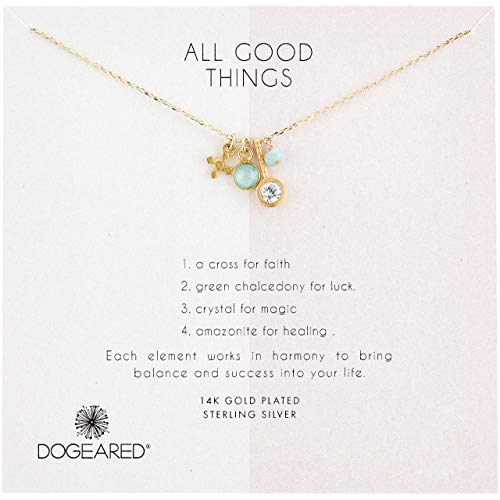 ALL GOOD
THINGS
1. a cross for faith
2. green chalcedony for luck.
3. crystal for magic
4. amazonite for healing .
Each element works in harmony to bring
balance and success into your life.
14K GOLD PLATED
STERLING SILVER
DOGEARED®